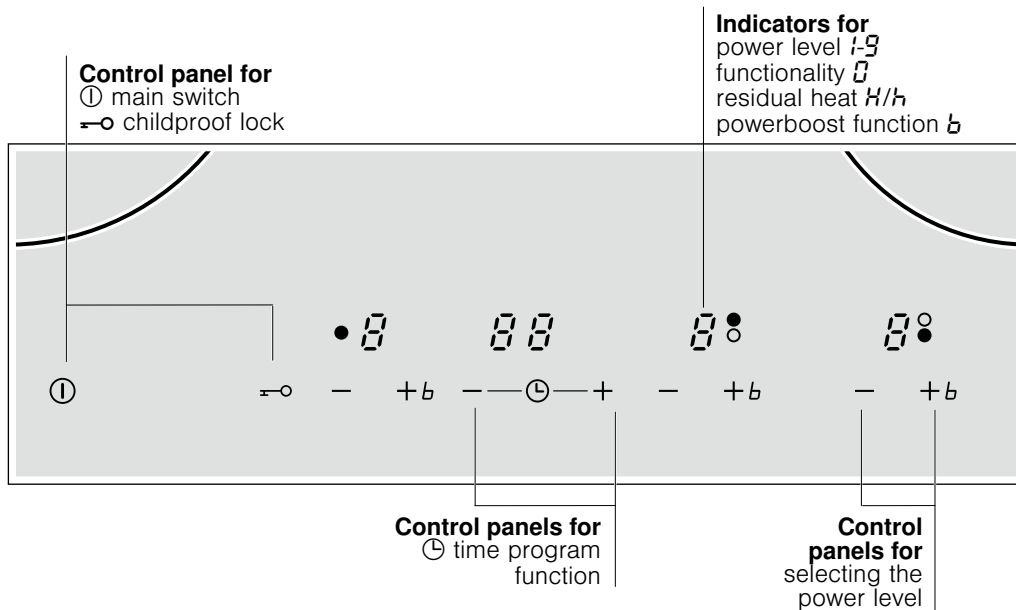 Indicators for
power level 1-9
functionality 0
residual heat H/h
powerboost function b
Control panel for
main switch
childproof lock
8 88 8 8
− + b − + − + b − + b
Control panels for
time program
function
Control
panels for
selecting the
power level